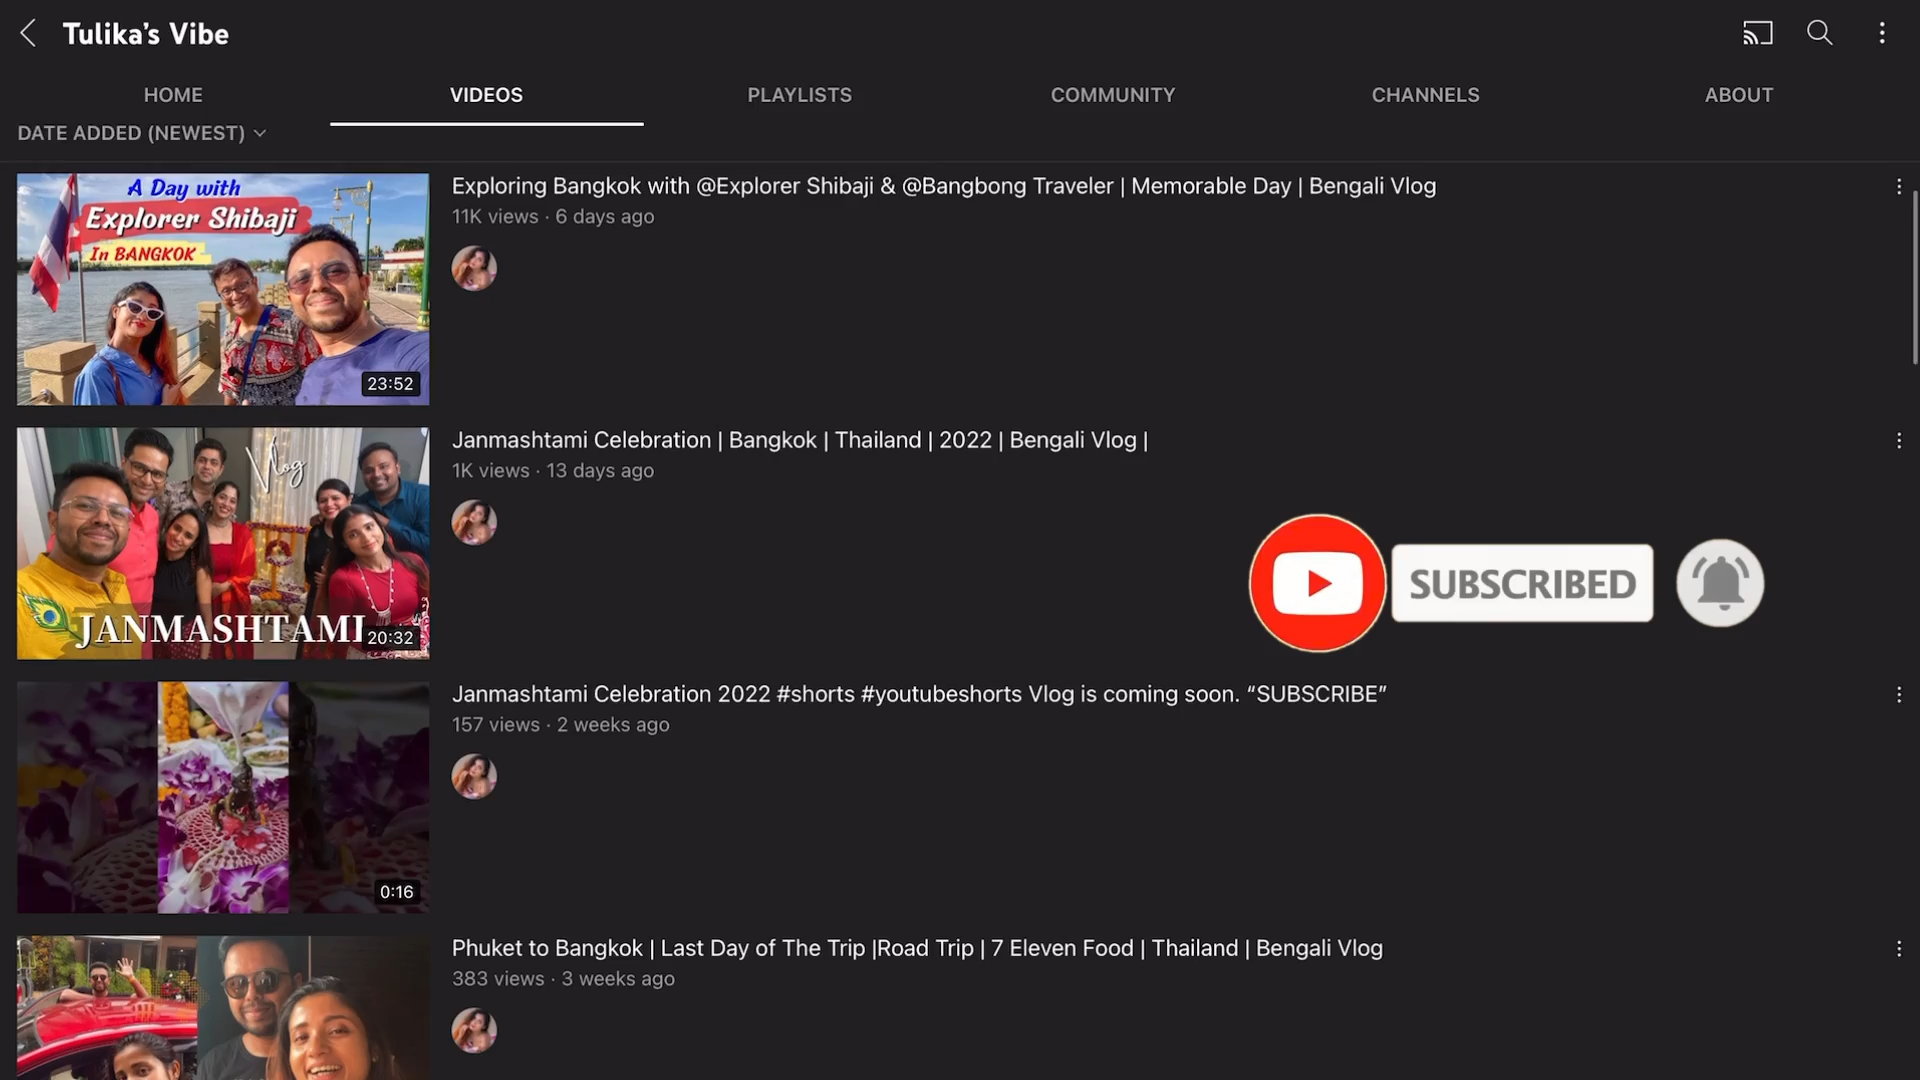 Tulika's Vibe
HOME
VIDEOS
PLAYLISTS
COMMUNITY
CHANNELS
ABOUT
DATE ADDED (NEWEST)
A Day with
Explorer Shibaji
In BANGKOK
23:52
Exploring Bangkok with @Explorer Shibaji & @Bangbong Traveler | Memorable Day | Bengali Vlog
11K views · 6 days ago
Vlog
JANMASHTAMI
20:32
Janmashtami Celebration | Bangkok | Thailand | 2022 | Bengali Vlog |
1K views · 13 days ago
SUBSCRIBED
0:16
Janmashtami Celebration 2022 #shorts #youtubeshorts Vlog is coming soon. “SUBSCRIBE”
157 views · 2 weeks ago
Phuket to Bangkok | Last Day of The Trip |Road Trip | 7 Eleven Food | Thailand | Bengali Vlog
383 views · 3 weeks ago